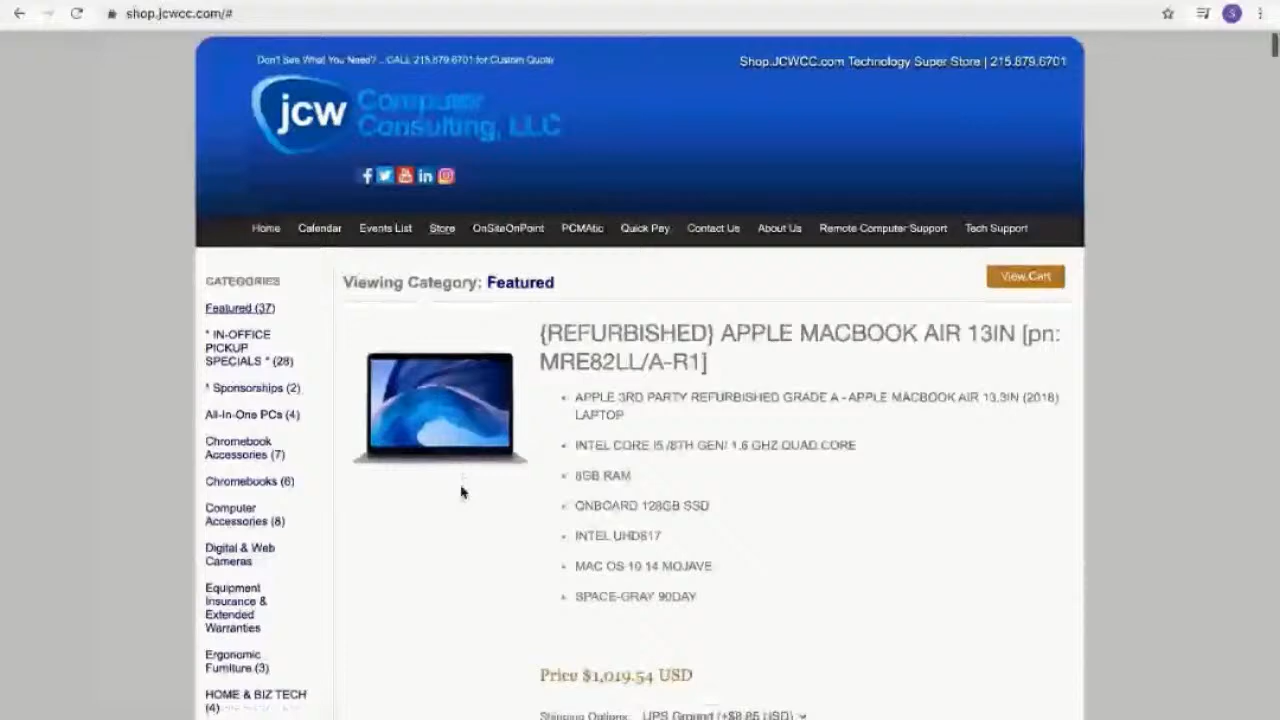 shop.jcwcc.com/#
Don't See What You Need? ...CALL 215.879.6701 for Custom Quote
Shop.JCWCC.com Technology Super Store | 215.879.6701
jcw Computer
Consulting, LLC
Home Calendar Events List Store OnSiteOnPoint PCMatic Quick Pay Contact Us About Us Remote Computer Support Tech Support
CATEGORIES
Featured (37)
* IN-OFFICE
PICKUP
SPECIALS * (28)
* Sponsorships (2)
All-In-One PCs (4)
Chromebook
Accessories (7)
Chromebooks (6)
Computer
Accessories (8)
Digital & Web
Cameras
Equipment
Insurance &
Extended
Warranties
Ergonomic
Furniture (3)
HOME & BIZ TECH
(4)
Viewing Category: Featured
View Cart
{REFURBISHED} APPLE MACBOOK AIR 13IN [pn:
MRE82LL/A-R1]
APPLE 3RD PARTY REFURBISHED GRADE A - APPLE MACBOOK AIR 13.3IN (2018)
LAPTOP
INTEL CORE I5 /8TH GEN/ 1.6 GHZ QUAD CORE
8GB RAM
ONBOARD 128GB SSD
INTEL UHD617
MAC OS 10 14 MOJAVE
SPACE-GRAY 90DAY
Price $1,019.54 USD
Shipping Options: UPS Ground (+$8.85 USD)